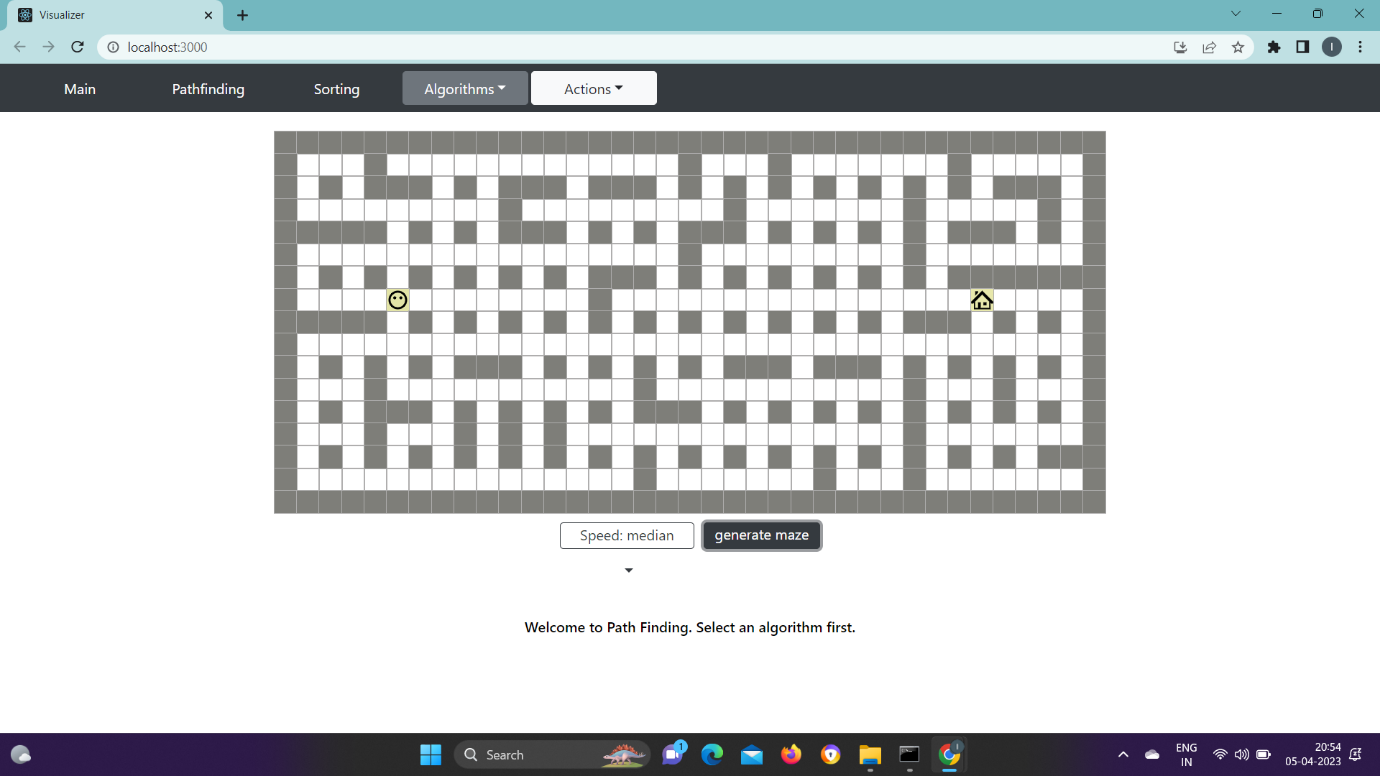 Visualizer
localhost:3000
I
Main Pathfinding Sorting Algorithms Actions
Speed: median generate maze
Welcome to Path Finding. Select an algorithm first.
Search
1
I
ENG
IN
20:54
05-04-2023